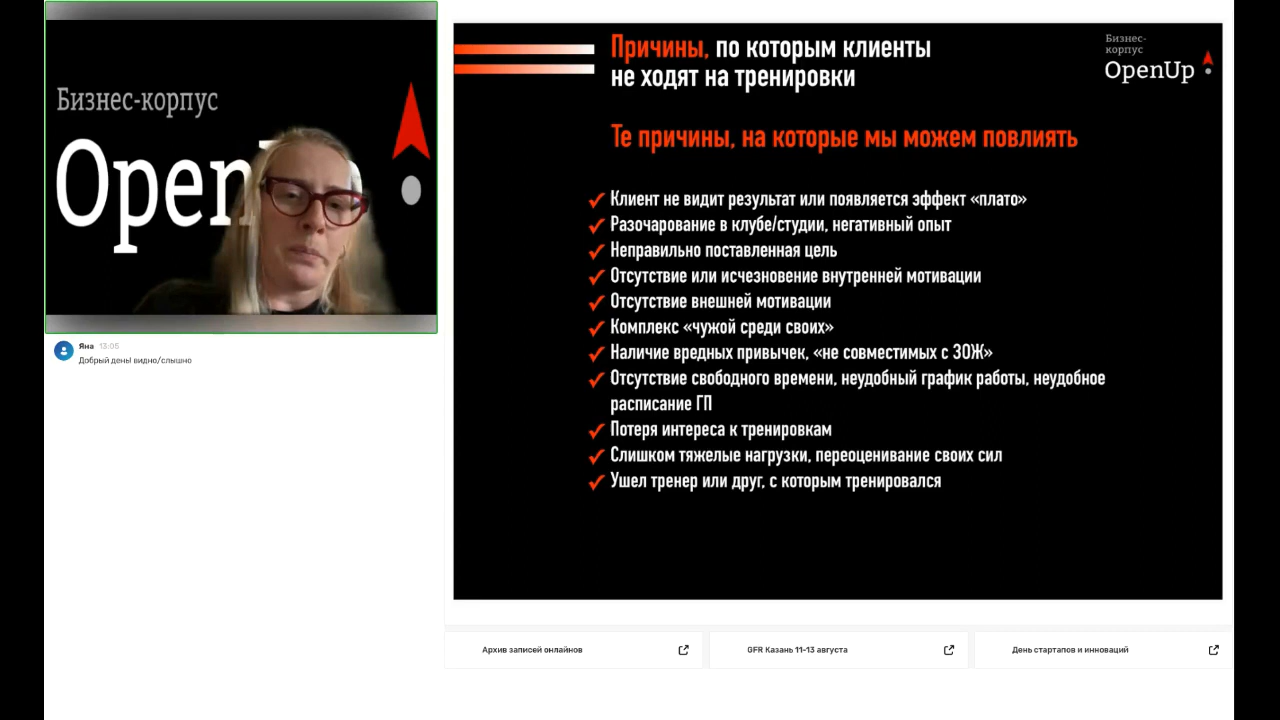 Бизнес-корпус
Open
Яна 13:05
Добрый день! видно/слышно
Причины, по которым клиенты
не ходят на тренировки
Бизнес-
корпус
OpenUp
Те причины, на которые мы можем повлиять
Клиент не видит результат или появляется эффект «плато»
Разочарование в клубе/студии, негативный опыт
Неправильно поставленная цель
Отсутствие или исчезновение внутренней мотивации
Отсутствие внешней мотивации
Комплекс «чужой среди своих»
Наличие вредных привычек, «не совместимых с ЗОЖ»
Отсутствие свободного времени, неудобный график работы, неудобное
расписание ГП
Потеря интереса к тренировкам
Слишком тяжелые нагрузки, переоценивание своих сил
Ушел тренер или друг, с которым тренировался
Архив записей онлайнов
GFR Казань 11-13 августа
День стартапов и инноваций